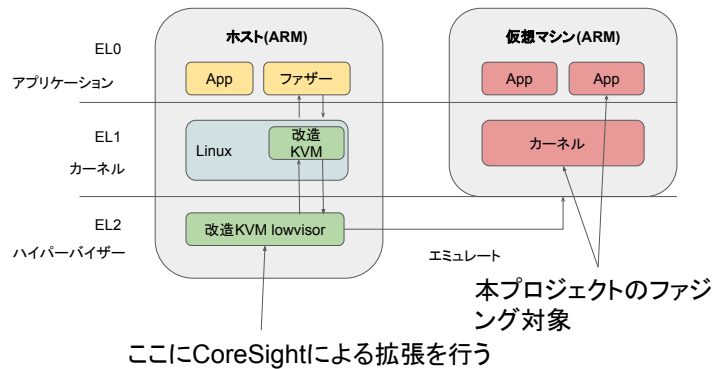 ホスト(ARM)
仮想マシン(ARM)
EL0
アプリケーション
App
ファザー
App
App
EL1
カーネル
Linux
改造
KVM
カーネル
EL2
ハイパーバイザー
改造KVM lowvisor
エミュレート
本プロジェクトのファジ
ング対象
ここにCoreSightによる拡張を行う